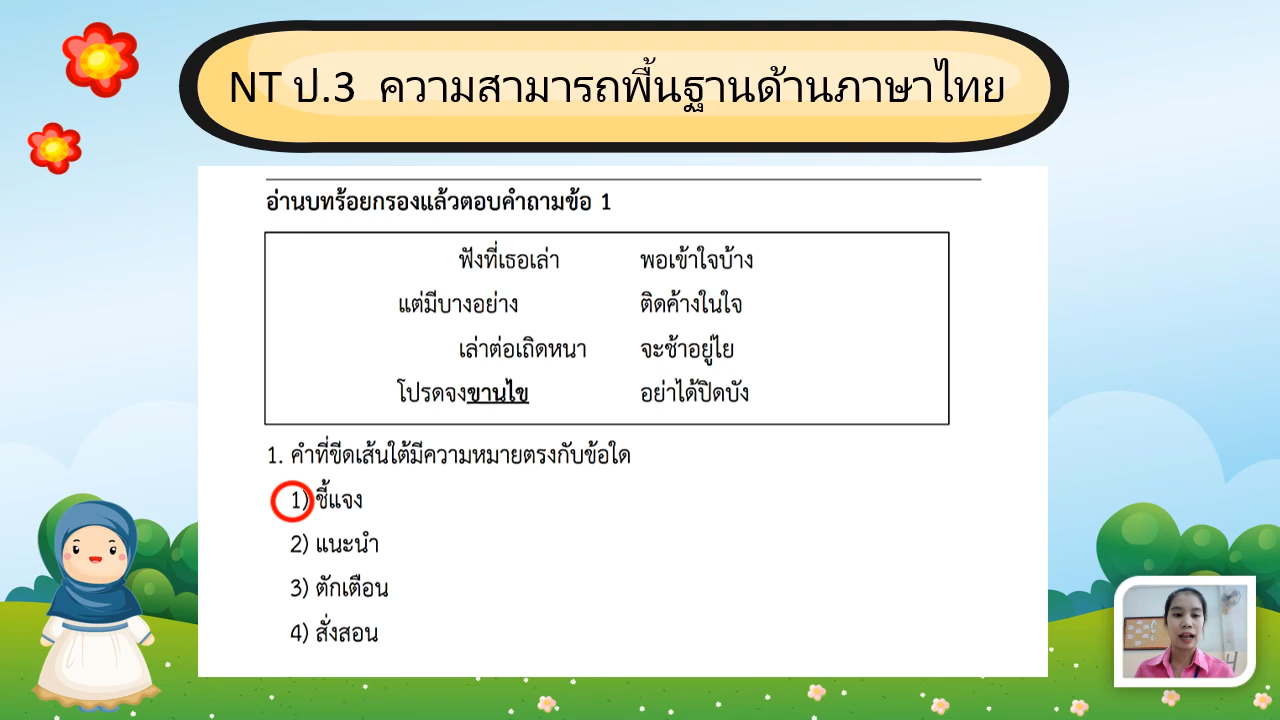 NT ป.3 ความสามารถพื้นฐานด้านภาษาไทย
อ่านบทร้อยกรองแล้วตอบคำถามข้อ 1
ฟังที่เธอเล่า พอเข้าใจบ้าง
แต่มีบางอย่าง ติดค้างในใจ
เล่าต่อเถิดหนา จะช้าอยู่ไย
โปรดจงขานไข อย่าได้ปิดบัง
1. คำที่ขีดเส้นใต้มีความหมายตรงกับข้อใด
1) ชี้แจง
2) แนะนำ
3) ตักเตือน
4) สั่งสอน